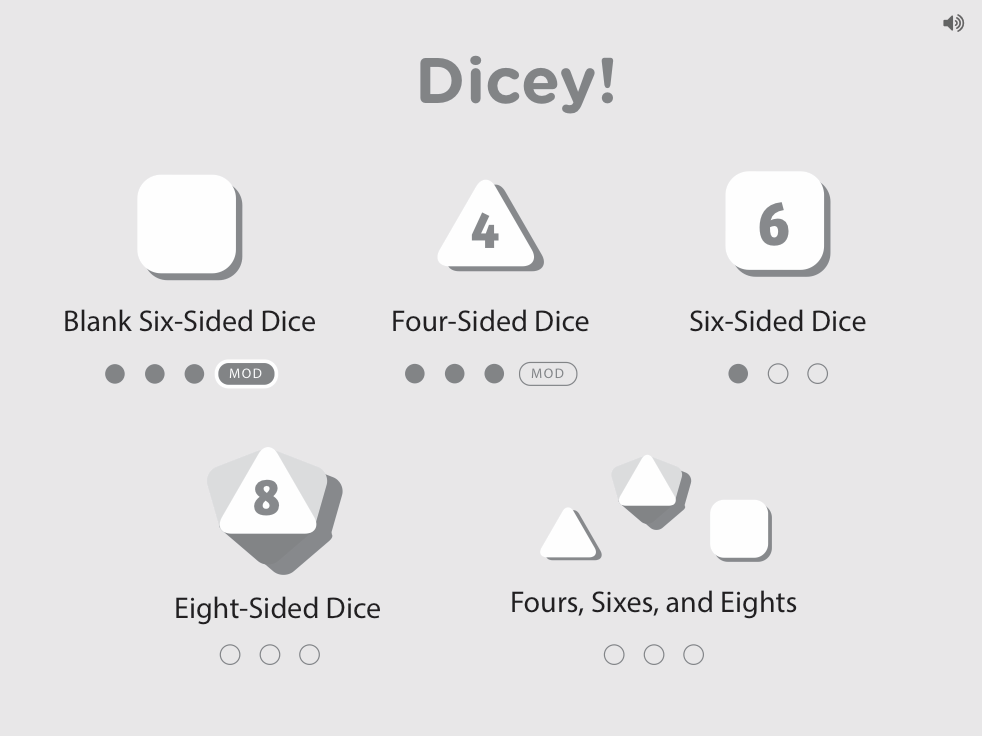 Dicey!
4
6
Blank Six-Sided Dice
Four-Sided Dice
Six-Sided Dice
MOD
MOD
8
Eight-Sided Dice
Fours, Sixes, and Eights